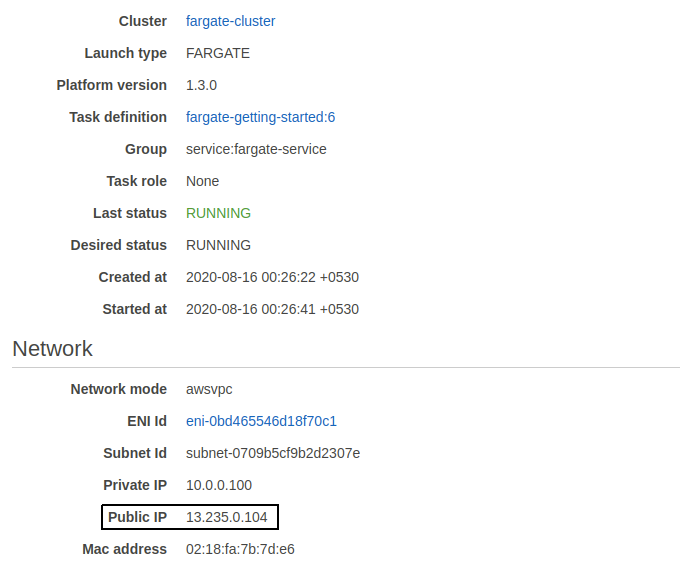 Cluster fargate-cluster
Launch type FARGATE
Platform version 1.3.0
Task definition fargate-getting-started:6
Group service:fargate-service
Task role None
Last status RUNNING
Desired status RUNNING
Created at 2020-08-16 00:26:22 +0530
Started at 2020-08-16 00:26:41 +0530
Network
Network mode awsvpc
ENI Id eni-0bd465546d18f70c1
Subnet Id subnet-0709b5cf9b2d2307e
Private IP 10.0.0.100
Public IP 13.235.0.104
Mac address 02:18:fa:7b:7d:e6